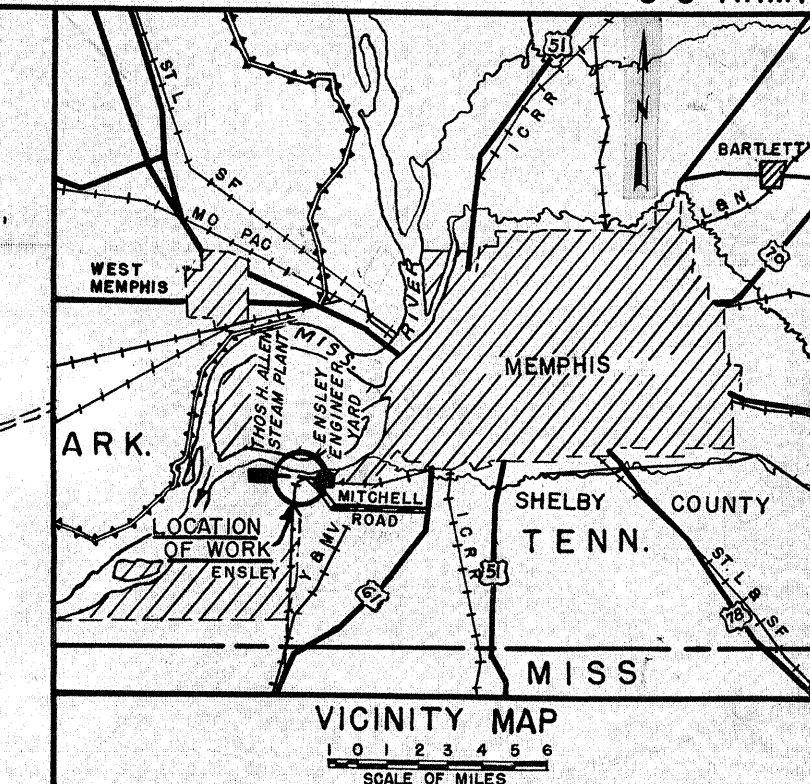 51
I C R R
N
ST. L
SF
BARTLETT
L & N
MO PAC
70
WEST
MEMPHIS
RIVER
MISS.
MEMPHIS
THOS H. ALLEN
STEAM PLANT
ENSLEY
ENGINEER
YARD
ARK.
MITCHELL
ROAD
SHELBY COUNTY
TENN.
LOCATION
OF WORK
ENSLEY
Y & MV
I C R R
51
61
ST. L & SF
78
MISS
VICINITY MAP
1 0 1 2 3 4 5 6
SCALE OF MILES